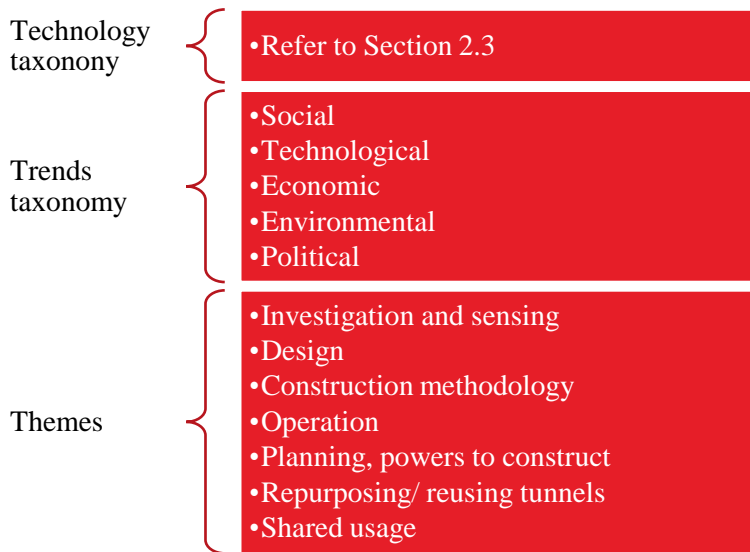 Technology
taxonony
•Refer to Section 2.3
Trends
taxonomy
•Social
•Technological
•Economic
•Environmental
•Political
Themes
•Investigation and sensing
•Design
•Construction methodology
•Operation
•Planning, powers to construct
•Repurposing/ reusing tunnels
•Shared usage